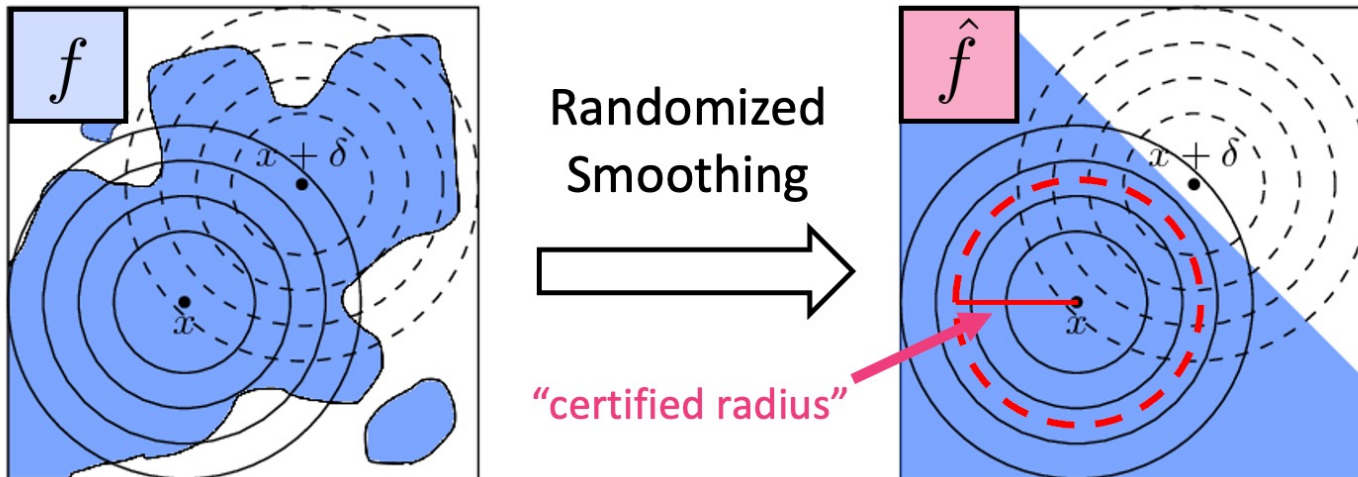 f
x + δ
x
Randomized
Smoothing
“certified radius”
f̂
x + δ
x